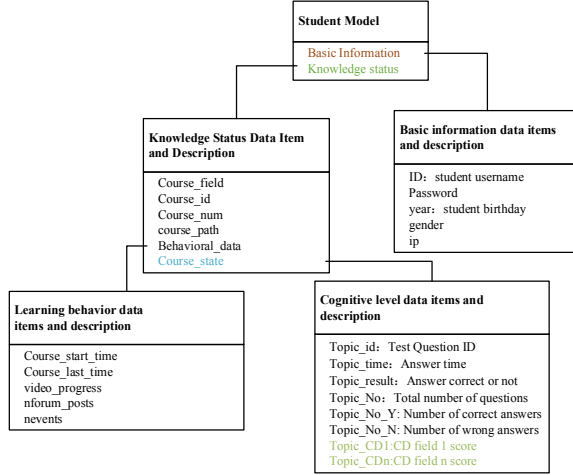 Student Model
Basic Information
Knowledge status
Knowledge Status Data Item
and Description
Course_field
Course_id
Course_num
course_path
Behavioral_data
Course_state
Basic information data items
and description
ID：student username
Password
year：student birthday
gender
ip
Learning behavior data
items and description
Course_start_time
Course_last_time
video_progress
nforum_posts
nevents
Cognitive level data items and
description
Topic_id：Test Question ID
Topic_time：Answer time
Topic_result：Answer correct or not
Topic_No：Total number of questions
Topic_No_Y: Number of correct answers
Topic_No_N: Number of wrong answers
Topic_CD1:CD field 1 score
Topic_CDn:CD field n score